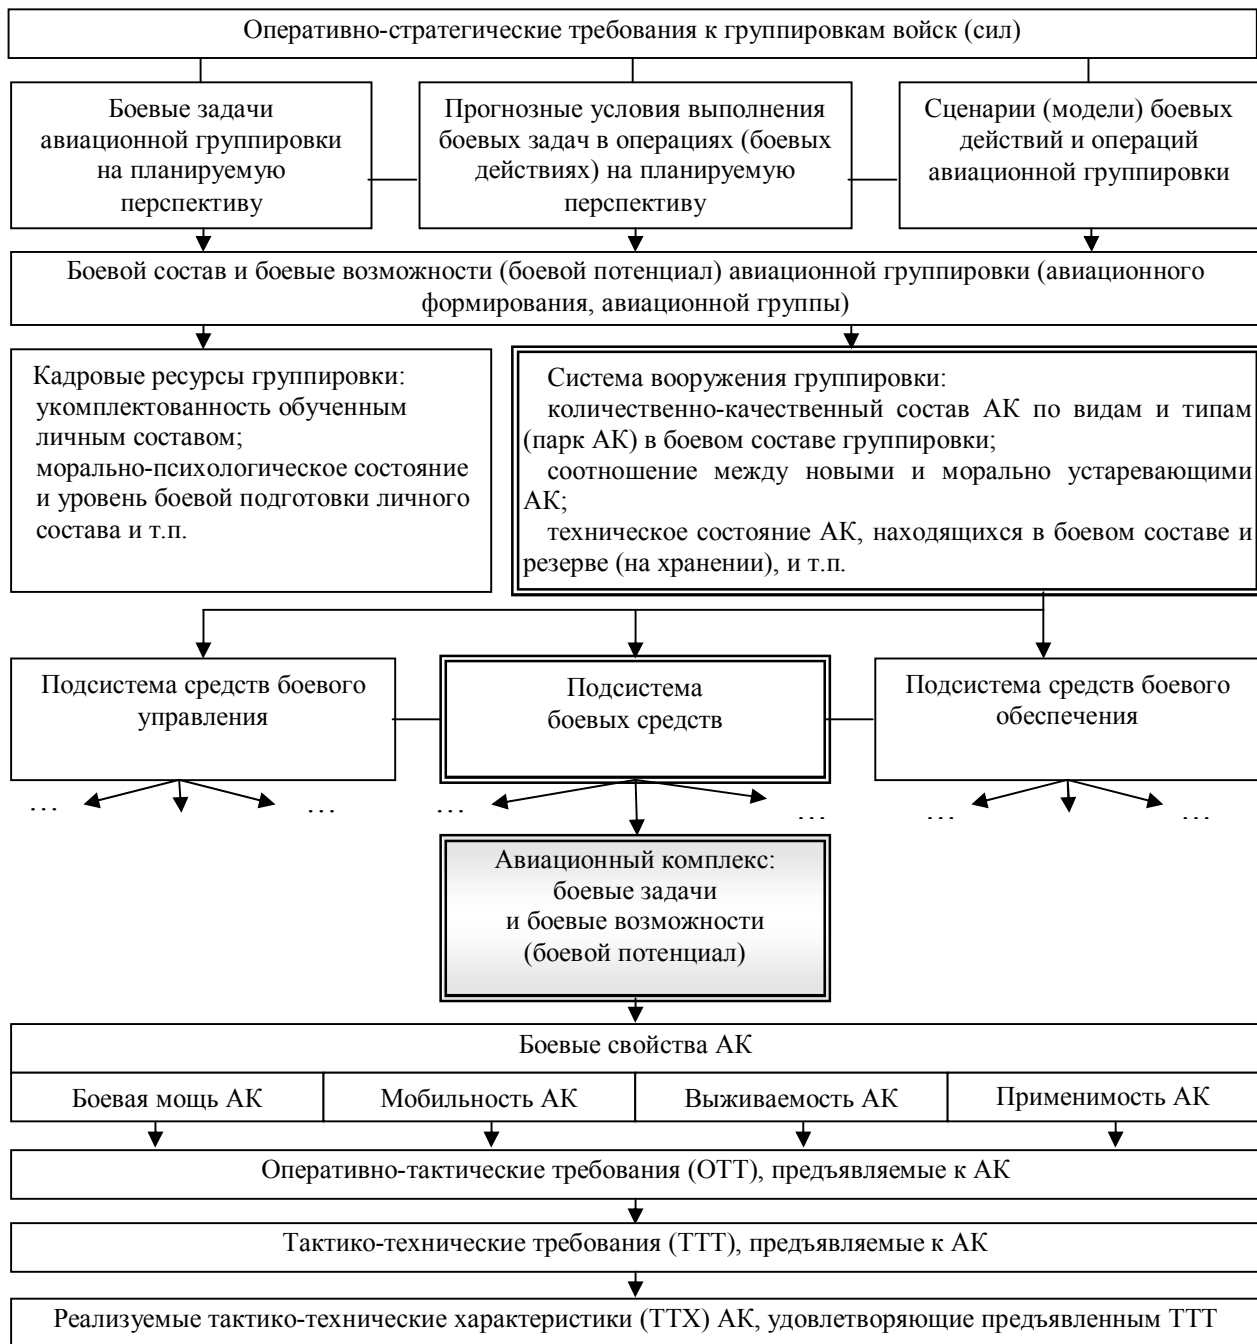 Оперативно-стратегические требования к группировкам войск (сил)
Боевые задачи
авиационной группировки
на планируемую
перспективу
Прогнозные условия выполнения
боевых задач в операциях (боевых
действиях) на планируемую
перспективу
Сценарии (модели) боевых
действий и операций
авиационной группировки
Боевой состав и боевые возможности (боевой потенциал) авиационной группировки (авиационного
формирования, авиационной группы)
Кадровые ресурсы группировки:
укомплектованность обученным
личным составом;
морально-психологическое состояние
и уровень боевой подготовки личного
состава и т.п.
Система вооружения группировки:
количественно-качественный состав АК по видам и типам
(парк АК) в боевом составе группировки;
соотношение между новыми и морально устаревающими
АК;
техническое состояние АК, находящихся в боевом составе и
резерве (на хранении), и т.п.
Подсистема средств боевого
управления
Подсистема
боевых средств
Подсистема средств боевого
обеспечения
… … … … … …
Авиационный комплекс:
боевые задачи
и боевые возможности
(боевой потенциал)
Боевые свойства АК
Боевая мощь АК
Мобильность АК
Выживаемость АК
Применимость АК
Оперативно-тактические требования (ОТТ), предъявляемые к АК
Тактико-технические требования (ТТТ), предъявляемые к АК
Реализуемые тактико-технические характеристики (ТТХ) АК, удовлетворяющие предъявленным ТТТ